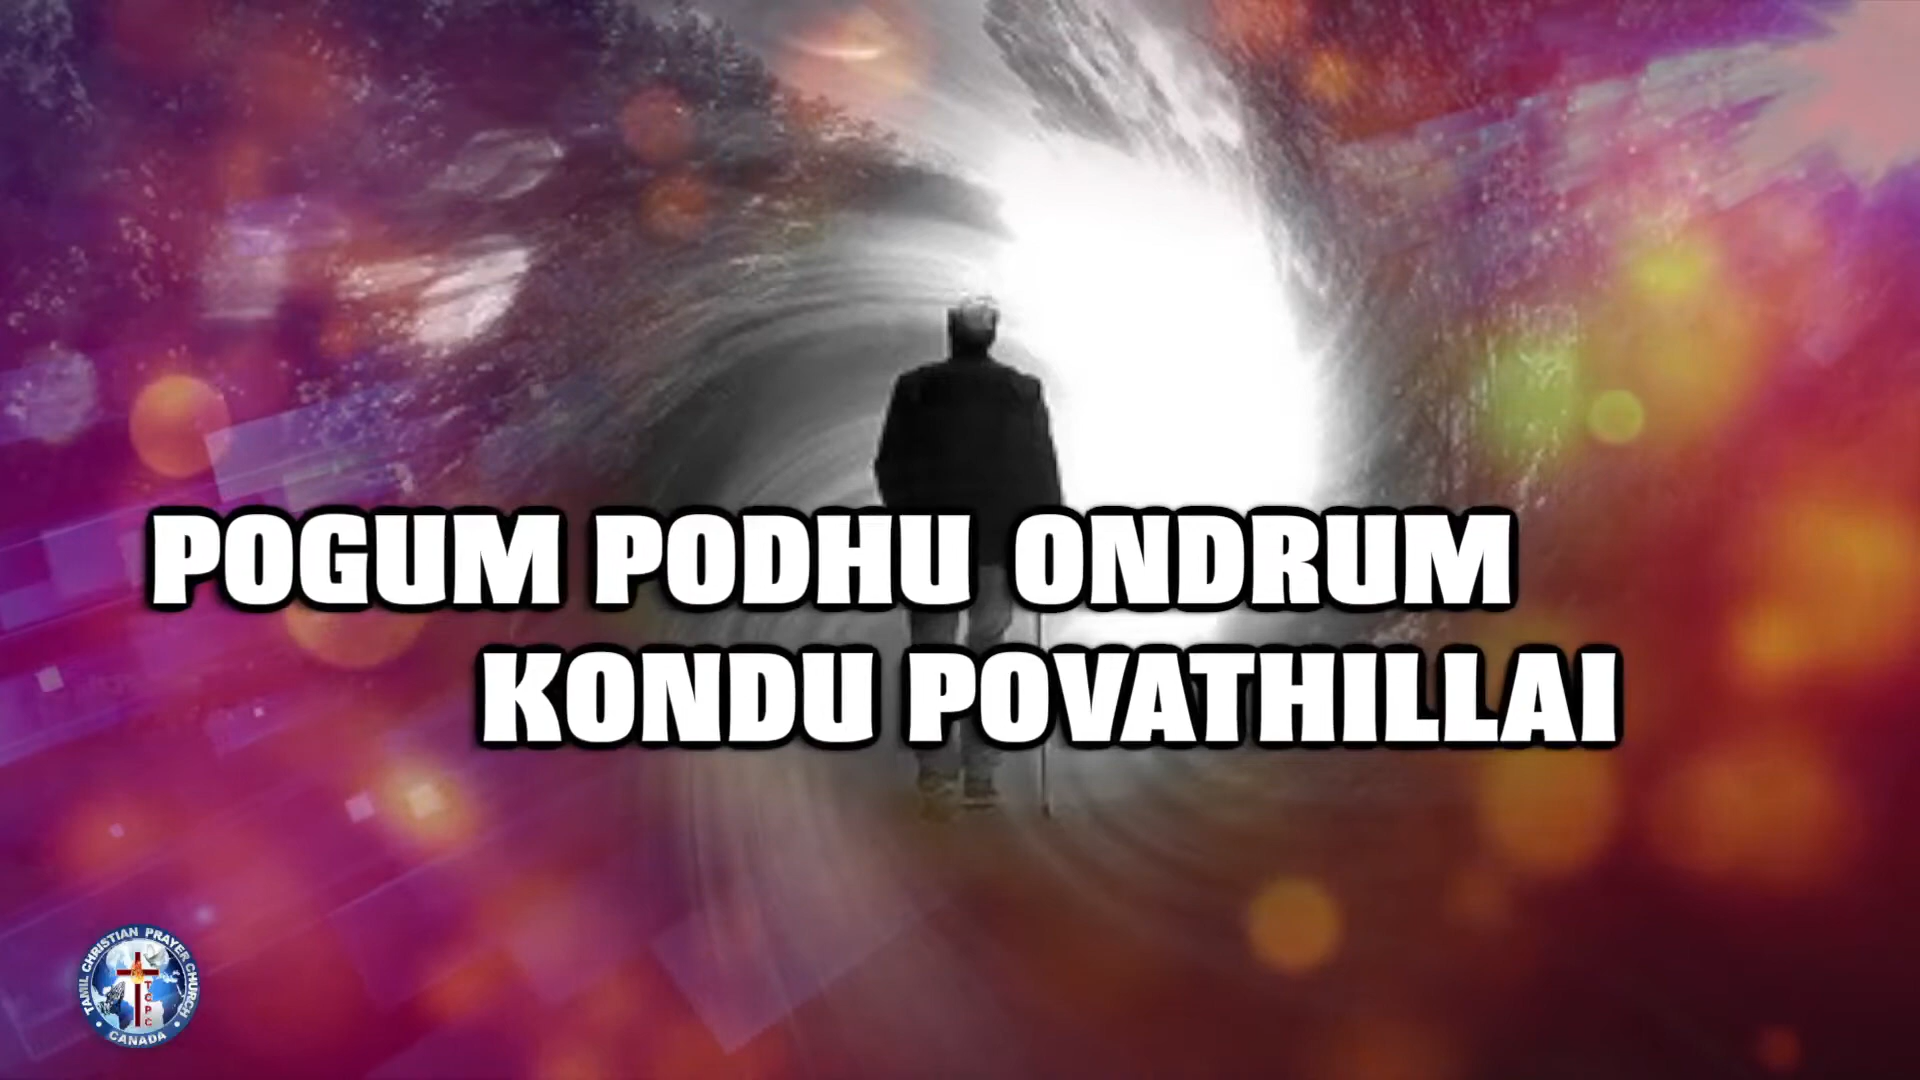 POGUM PODHU ONDRUM
KONDU POVATHILLAI
TAMIL CHRISTIAN PRAYER CHURCH
TCPC
CANADA